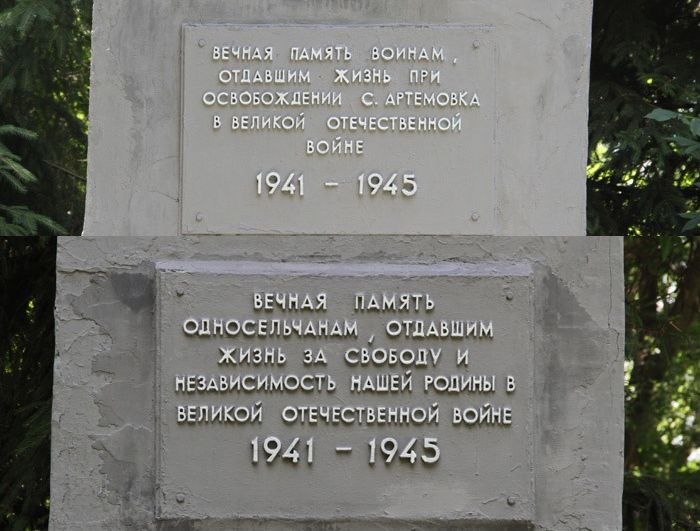 ВЕЧНАЯ ПАМЯТЬ ВОИНАМ,
ОТДАВШИМ ЖИЗНЬ ПРИ
ОСВОБОЖДЕНИИ С. АРТЕМОВКА
В ВЕЛИКОЙ ОТЕЧЕСТВЕННОЙ
ВОЙНЕ
1941 – 1945
ВЕЧНАЯ ПАМЯТЬ
ОДНОСЕЛЬЧАНАМ, ОТДАВШИМ
ЖИЗНЬ ЗА СВОБОДУ И
НЕЗАВИСИМОСТЬ НАШЕЙ РОДИНЫ В
ВЕЛИКОЙ ОТЕЧЕСТВЕННОЙ ВОЙНЕ
1941 – 1945